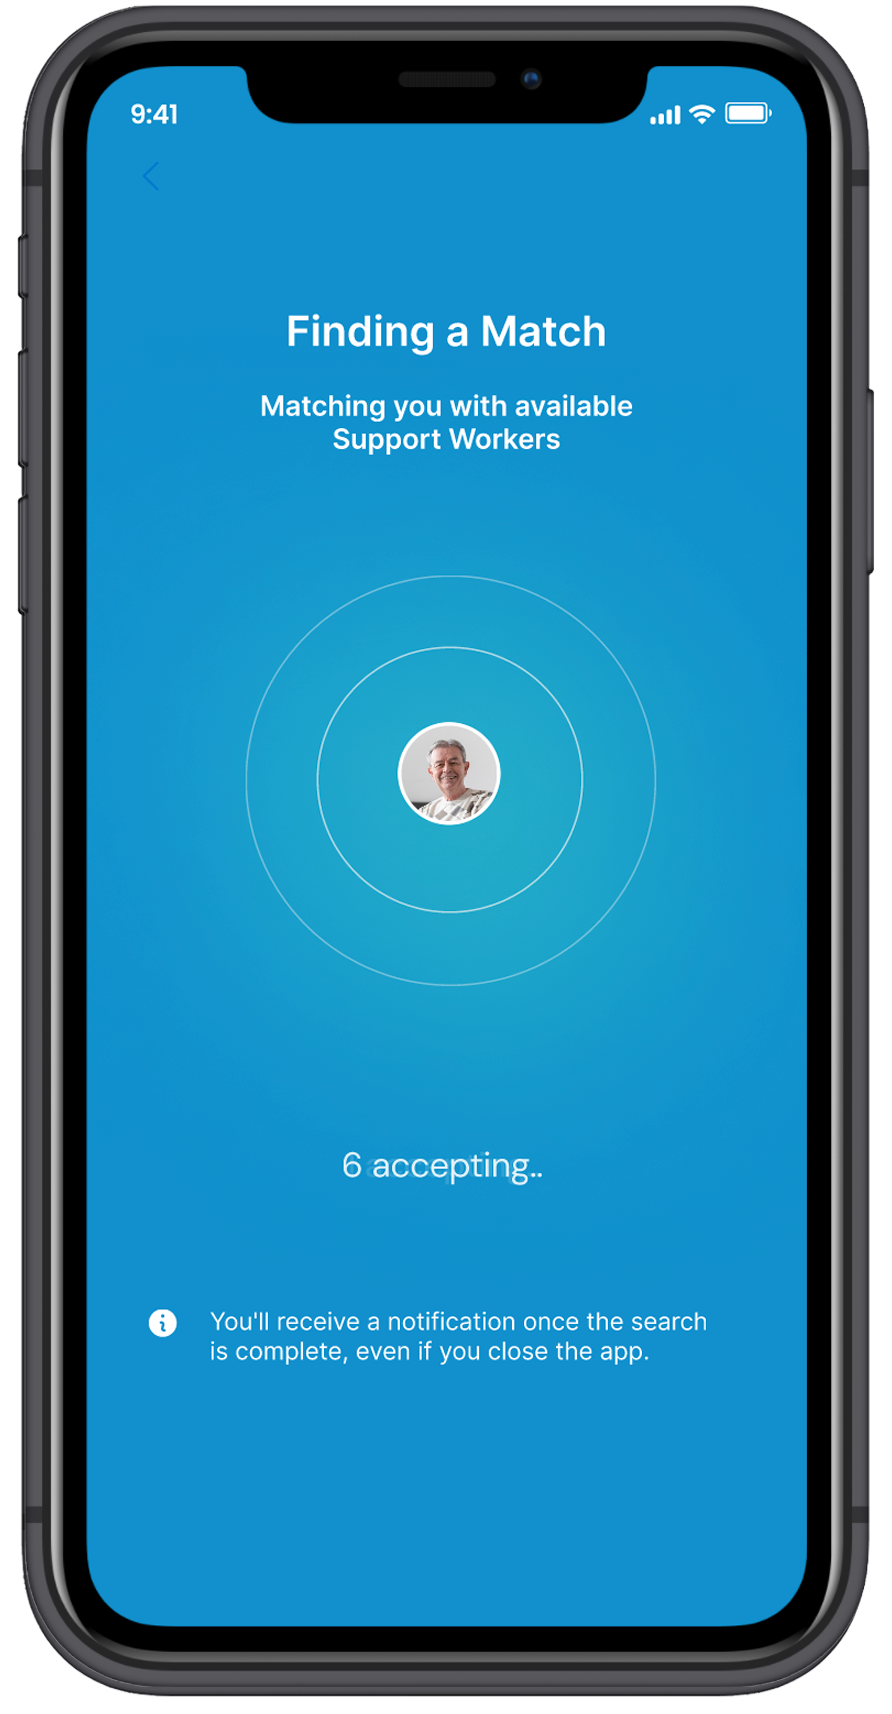 9:41
Finding a Match
Matching you with available
Support Workers
6 accepting..
You'll receive a notification once the search
is complete, even if you close the app.